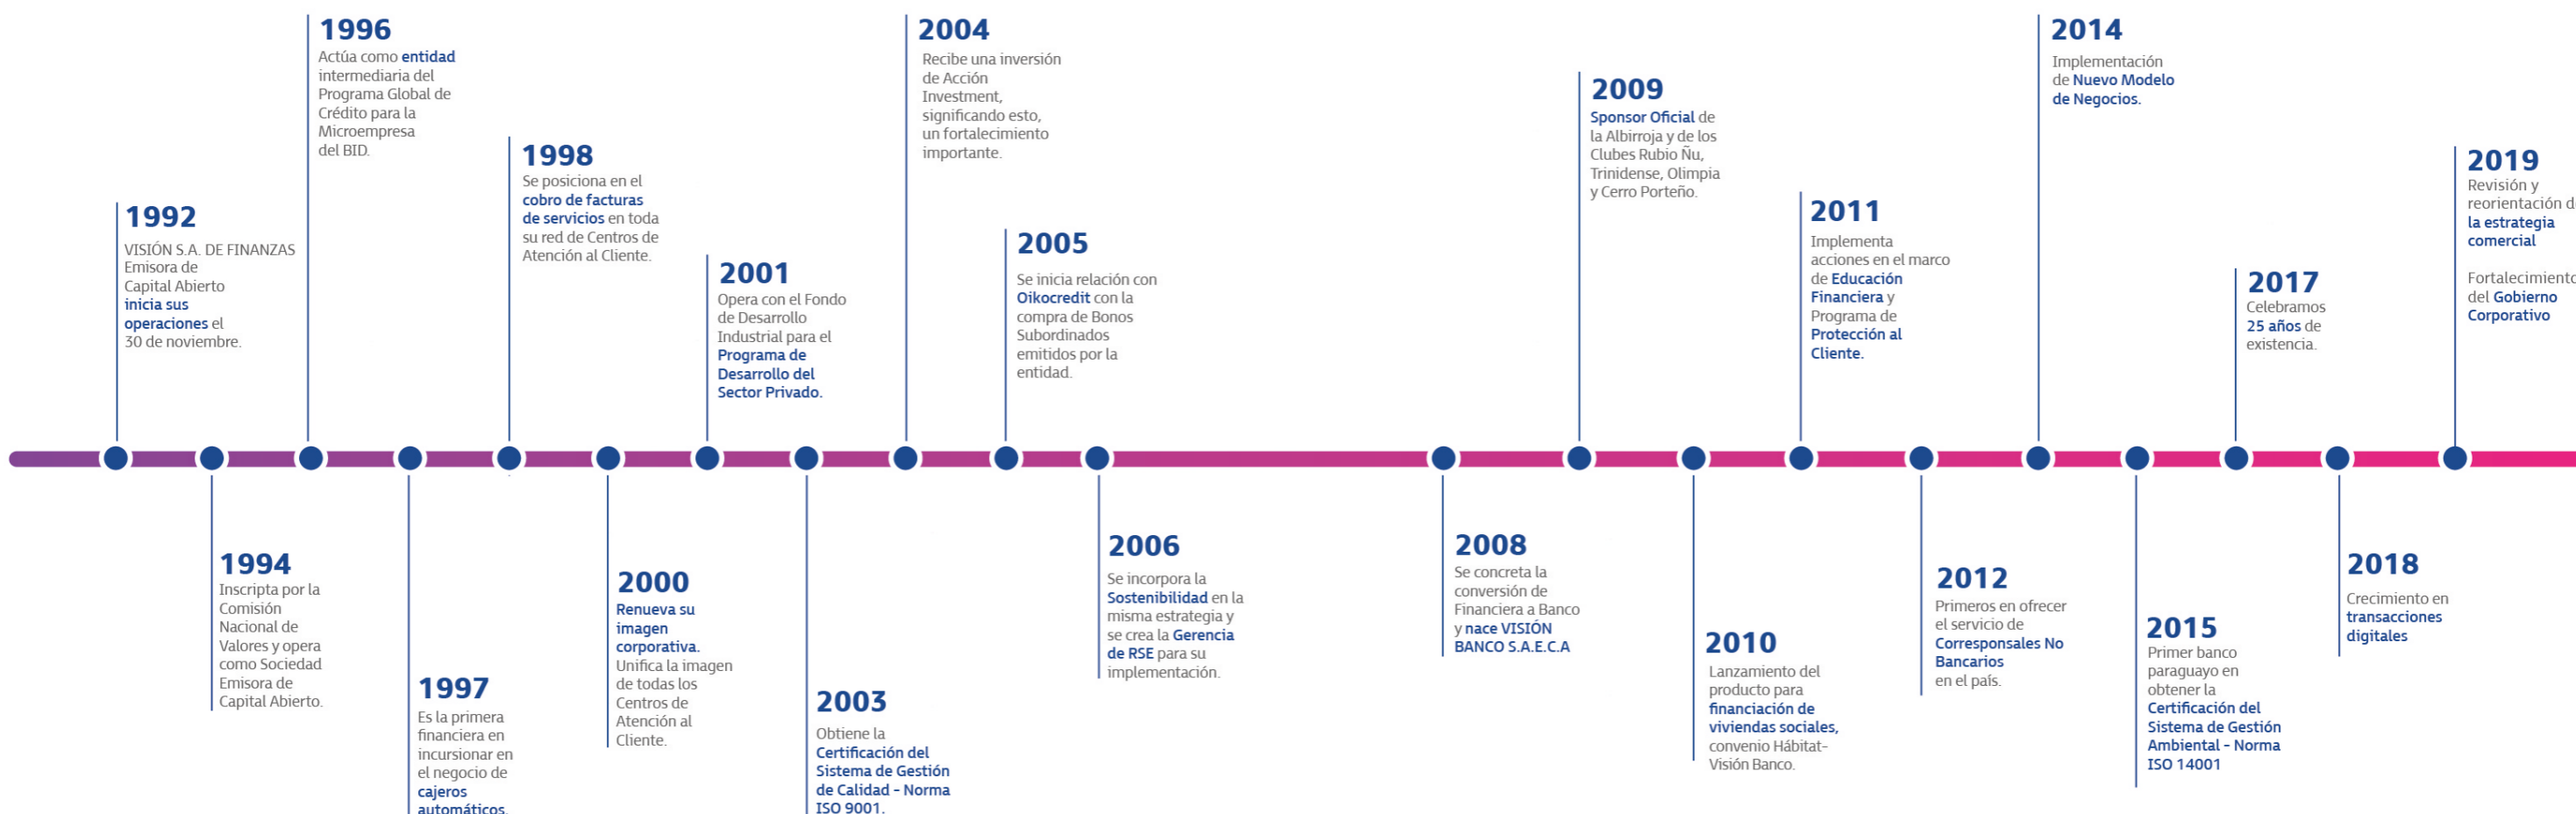 1992
VISIÓN S.A. DE FINANZAS
Emisora de
Capital Abierto
inicia sus
operaciones el
30 de noviembre.
1994
Inscripta por la
Comisión
Nacional de
Valores y opera
como Sociedad
Emisora de
Capital Abierto.
1996
Actúa como entidad
intermediaria del
Programa Global de
Crédito para la
Microempresa
del BID.
1997
Es la primera
financiera en
incursionar en
el negocio de
cajeros
automáticos.
1998
Se posiciona en el
cobro de facturas
de servicios en toda
su red de Centros de
Atención al Cliente.
2000
Renueva su
imagen
corporativa.
Unifica la imagen
de todas los
Centros de
Atención al
Cliente.
2001
Opera con el Fondo
de Desarrollo
Industrial para el
Programa de
Desarrollo del
Sector Privado.
2003
Obtiene la
Certificación del
Sistema de Gestión
de Calidad - Norma
ISO 9001.
2004
Recibe una inversión
de Acción
Investment,
significando esto,
un fortalecimiento
importante.
2005
Se inicia relación con
Oikocredit con la
compra de Bonos
Subordinados
emitidos por la
entidad.
2006
Se incorpora la
Sostenibilidad en la
misma estrategia y
se crea la Gerencia
de RSE para su
implementación.
2008
Se concreta la
conversión de
Financiera a Banco
y nace VISIÓN
BANCO S.A.E.C.A
2009
Sponsor Oficial de
la Albirroja y de los
Clubes Rubio Ñu,
Trinidense, Olimpia
y Cerro Porteño.
2010
Lanzamiento del
producto para
financiación de
viviendas sociales,
convenio Hábitat-
Visión Banco.
2011
Implementa
acciones en el marco
de Educación
Financiera y
Programa de
Protección al
Cliente.
2012
Primeros en ofrecer
el servicio de
Corresponsales No
Bancarios
en el país.
2014
Implementación
de Nuevo Modelo
de Negocios.
2015
Primer banco
paraguayo en
obtener la
Certificación del
Sistema de Gestión
Ambiental - Norma
ISO 14001
2017
Celebramos
25 años de
existencia.
2018
Crecimiento en
transacciones
digitales
2019
Revisión y
reorientación de
la estrategia
comercial
Fortalecimiento
del Gobierno
Corporativo